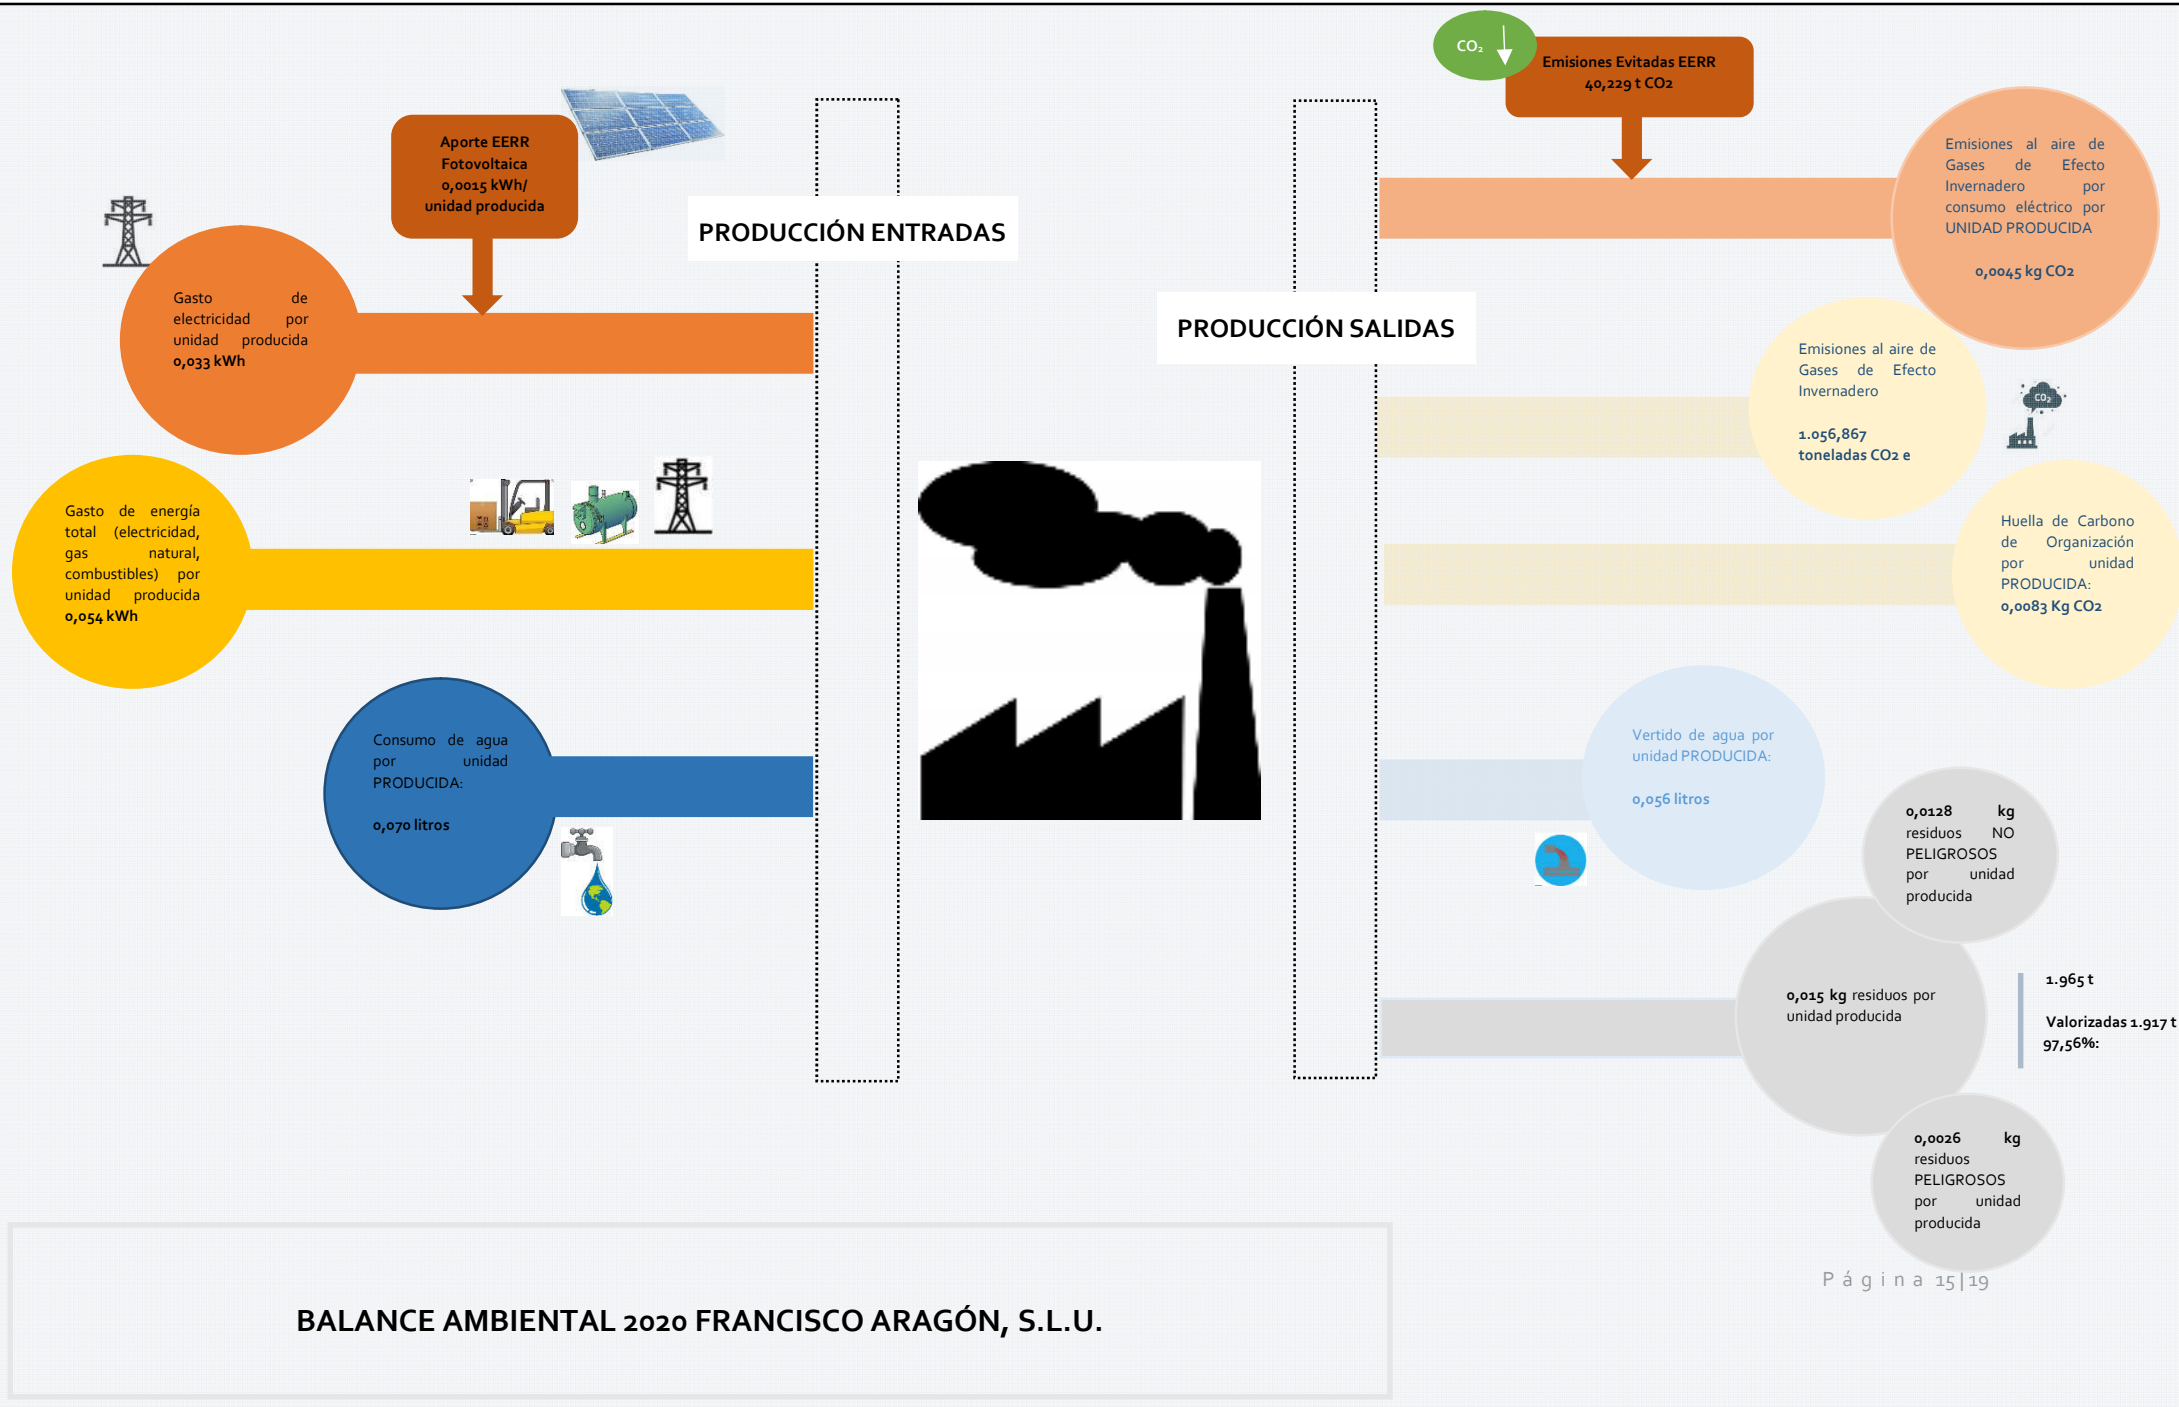 CO₂
Emisiones Evitadas EERR
40,229 t CO2
Aporte EERR
Fotovoltaica
0,0015 kWh/
unidad producida
PRODUCCIÓN ENTRADAS
Gasto de
electricidad por
unidad producida
0,033 kWh
Gasto de energía
total (electricidad,
gas natural,
combustibles) por
unidad producida
0,054 kWh
Consumo de agua
por unidad
PRODUCIDA:
0,070 litros
PRODUCCIÓN SALIDAS
Emisiones al aire de
Gases de Efecto
Invernadero por
consumo eléctrico por
UNIDAD PRODUCIDA
0,0045 kg CO2
Emisiones al aire de
Gases de Efecto
Invernadero
1.056,867
toneladas CO2 e
CO₂
Huella de Carbono
de Organización
por unidad
PRODUCIDA:
0,0083 Kg CO2
Vertido de agua por
unidad PRODUCIDA:
0,056 litros
0,0128 kg
residuos NO
PELIGROSOS
por unidad
producida
0,015 kg residuos por
unidad producida
1.965 t
Valorizadas 1.917 t
97,56%:
0,0026 kg
residuos
PELIGROSOS
por unidad
producida
Página 15|19
BALANCE AMBIENTAL 2020 FRANCISCO ARAGÓN, S.L.U.